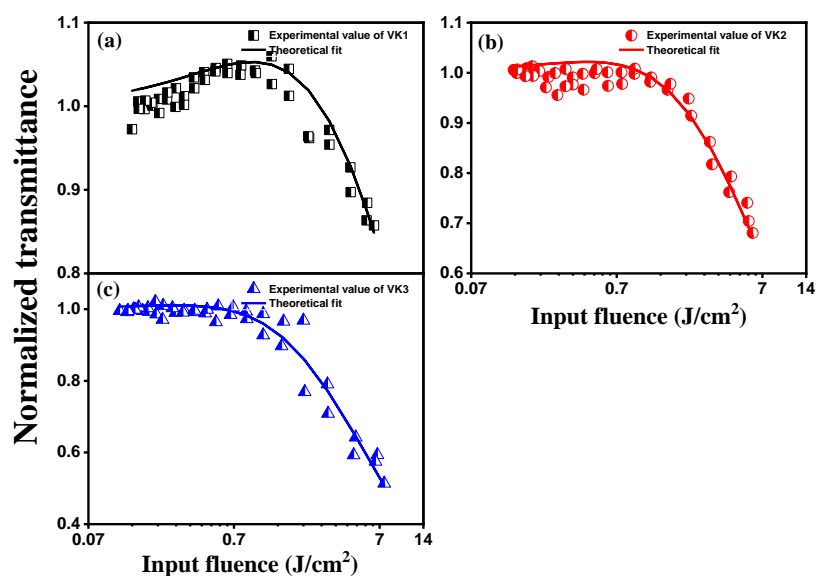 Normalized transmittance
(a)
Experimental value of VK1
Theoretical fit
1.1
1.0
0.9
0.8
(b)
Experimental value of VK2
Theoretical fit
1.1
1.0
0.9
0.8
0.7
0.6
0.07
0.7
7
14
Input fluence (J/cm²)
(c)
Experimental value of VK3
Theoretical fit
1.0
0.8
0.6
0.4
0.07
0.7
7
14
Input fluence (J/cm²)